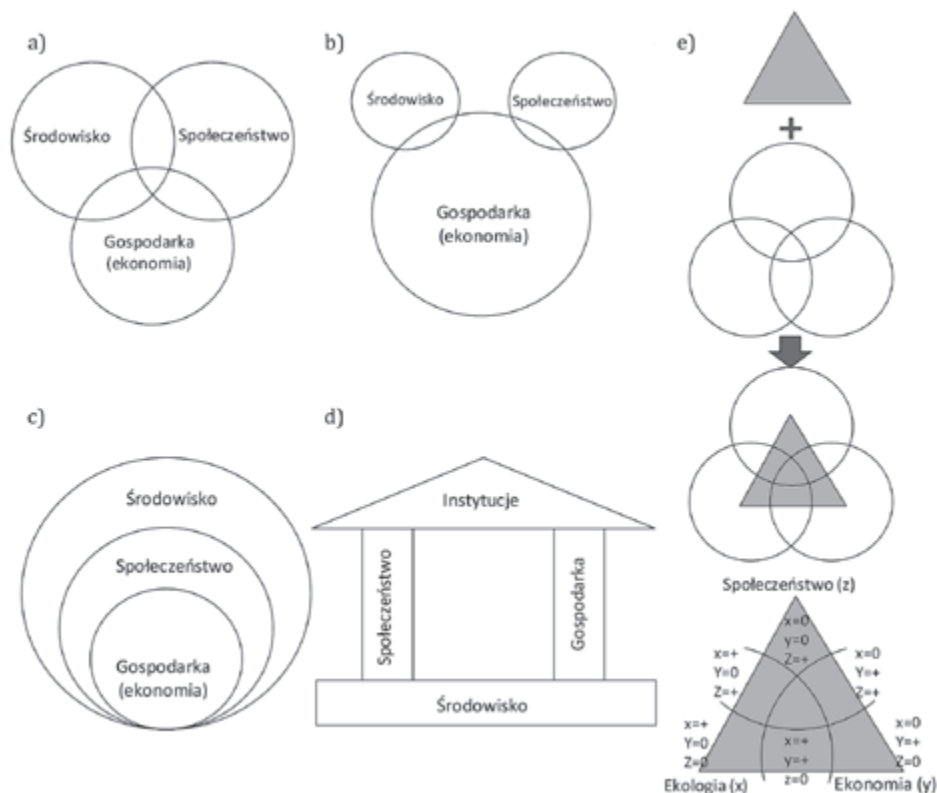 a)
Środowisko
Społeczeństwo
Gospodarka
(ekonomia)
b)
Środowisko
Społeczeństwo
Gospodarka
(ekonomia)
c)
Środowisko
Społeczeństwo
Gospodarka
(ekonomia)
d)
Instytucje
Społeczeństwo
Gospodarka
Środowisko
e)
+
Społeczeństwo (z)
x=0
y=0
Z=+
x=+
Y=0
Z=+
x=0
Y=+
Z=+
x=+
Y=0
Z=0
x=+
y=+
z=0
x=0
Y=+
Z=0
Ekologia (x)
Ekonomia (y)